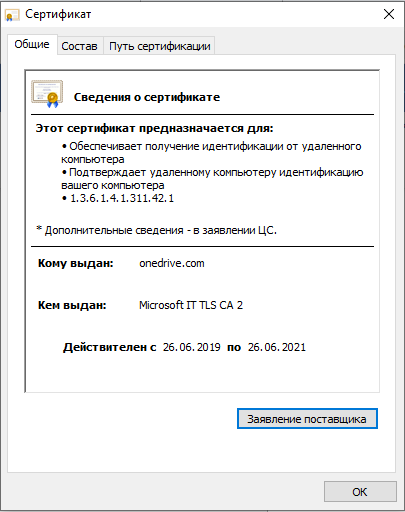 Сертификат
Общие Состав Путь сертификации
Сведения о сертификате
Этот сертификат предназначается для:
• Обеспечивает получение идентификации от удаленного
компьютера
• Подтверждает удаленному компьютеру идентификацию
вашего компьютера
• 1.3.6.1.4.1.311.42.1
* Дополнительные сведения - в заявлении ЦС.
Кому выдан: onedrive.com
Кем выдан: Microsoft IT TLS CA 2
Действителен с 26.06.2019 по 26.06.2021
Заявление поставщика
ОК